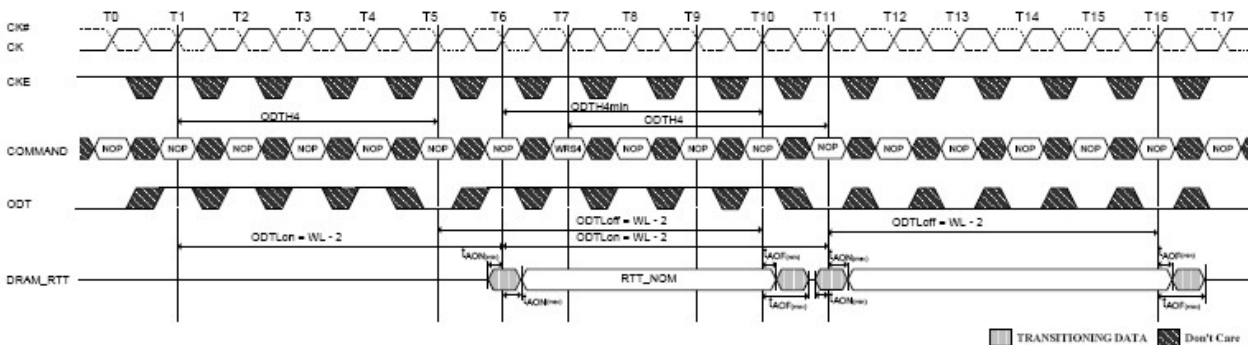 T0 T1 T2 T3 T4 T5 T6 T7 T8 T9 T10 T11 T12 T13 T14 T15 T16 T17
CK#
CK
CKE
ODTH4min
ODTH4 ODTH4
COMMAND NOP NOP NOP NOP NOP NOP NOP WRS4 NOP NOP NOP NOP NOP NOP NOP NOP NOP NOP
ODT
ODTLoff = WL - 2 ODTLoff = WL - 2
ODTLon = WL - 2 ODTLon = WL - 2
tAON(min) tAOF(min) tAON(max) tAOF(min)
DRAM_RTT RTT_NOM
tAON(max) tAOF(max) tAON(min) tAOF(max)
TRANSITIONING DATA Don't Care